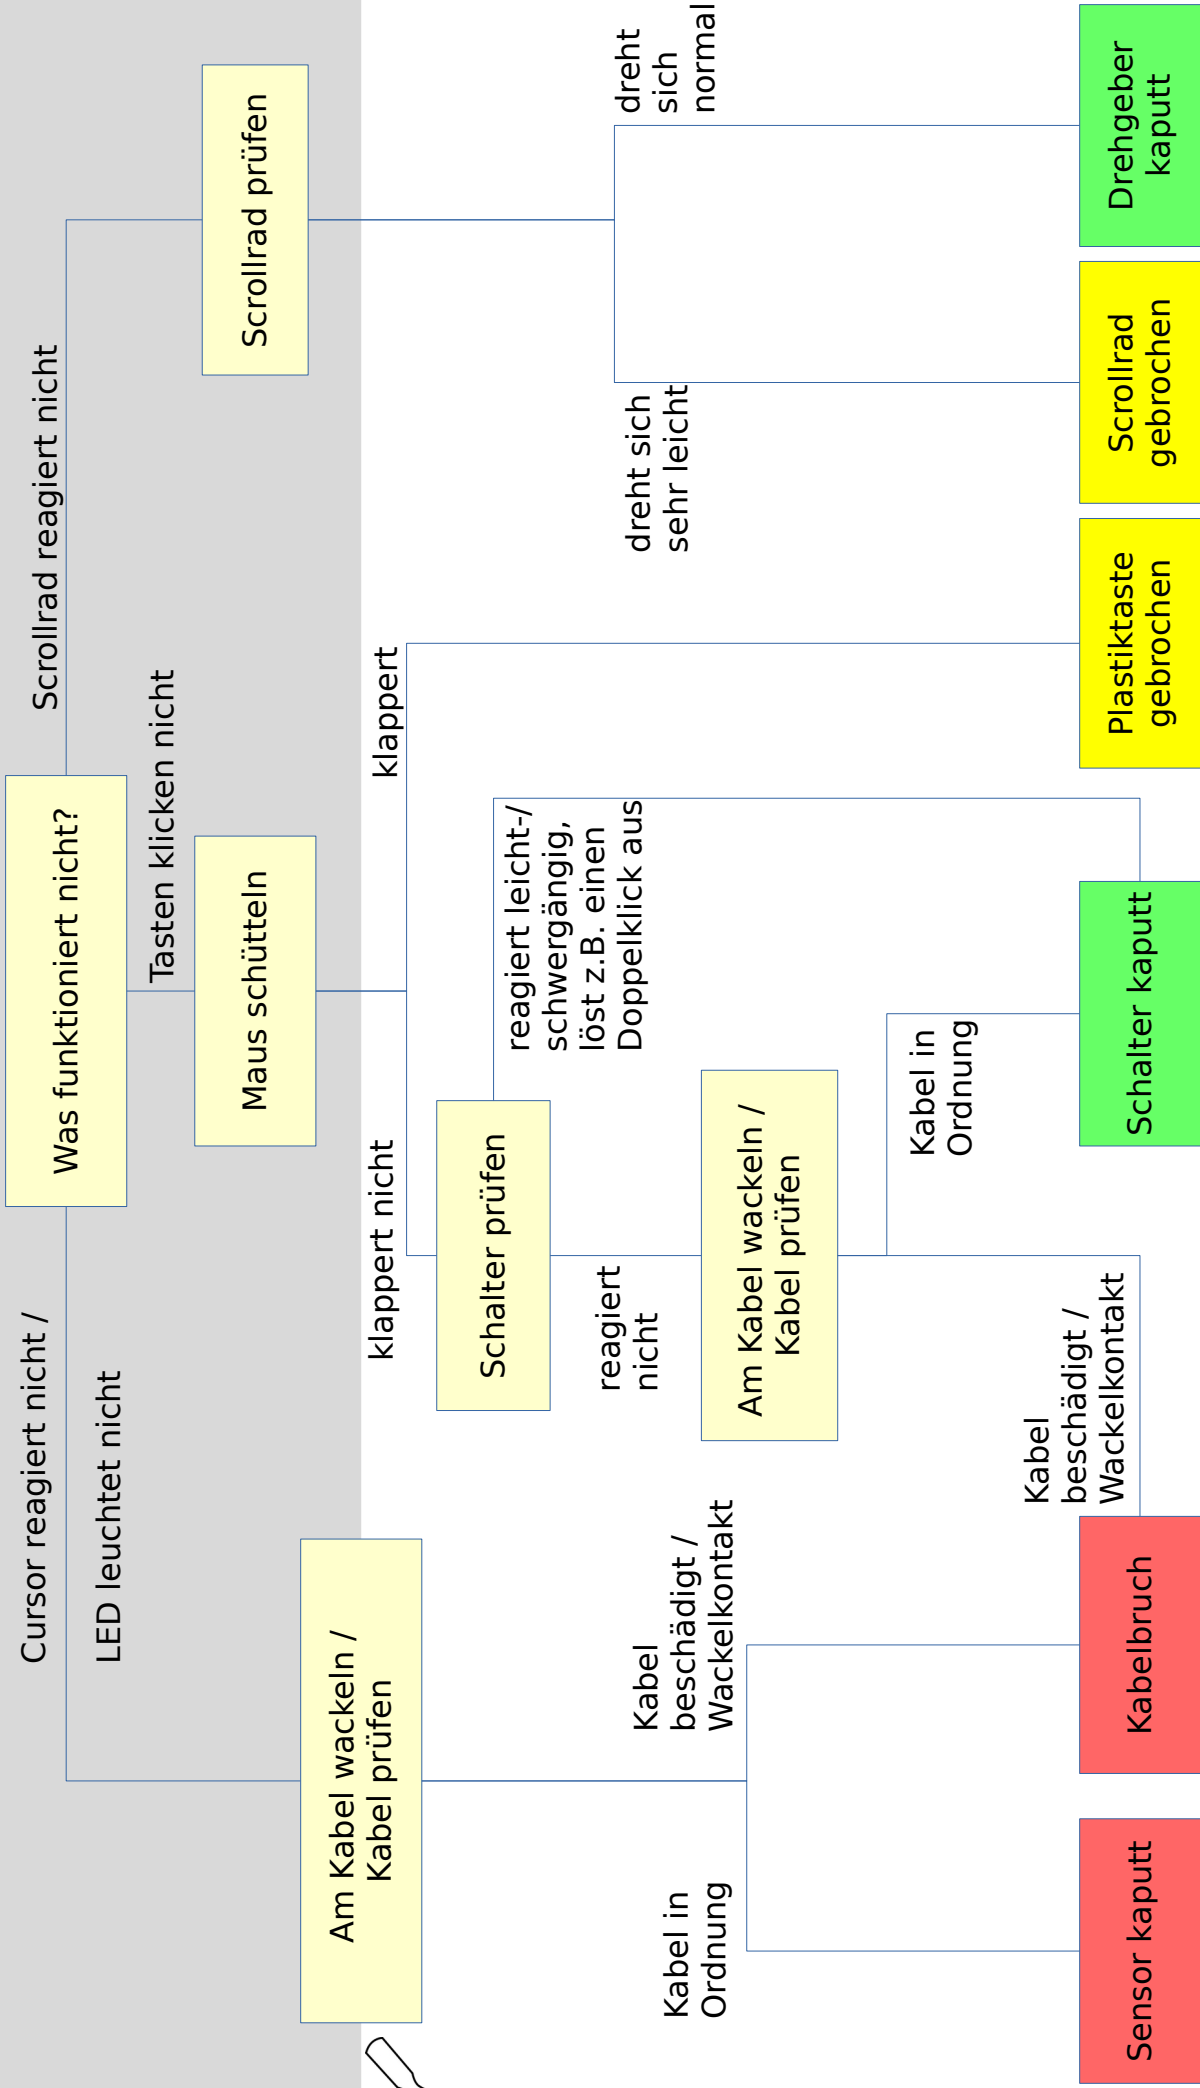 Was funktioniert nicht?
Cursor reagiert nicht /
LED leuchtet nicht
Tasten klicken nicht
Scrollrad reagiert nicht
Am Kabel wackeln /
Kabel prüfen
Maus schütteln
Scrollrad prüfen
klappert nicht
klappert
Schalter prüfen
reagiert leicht-/
schwergängig,
löst z.B. einen
Doppelklick aus
reagiert
nicht
dreht sich
sehr leicht
dreht
sich
normal
Kabel in
Ordnung
Kabel
beschädigt /
Wackelkontakt
Am Kabel wackeln /
Kabel prüfen
Kabel
beschädigt /
Wackelkontakt
Kabel in
Ordnung
Sensor kaputt
Kabelbruch
Schalter kaputt
Plastiktaste
gebrochen
Scrollrad
gebrochen
Drehgeber
kaputt